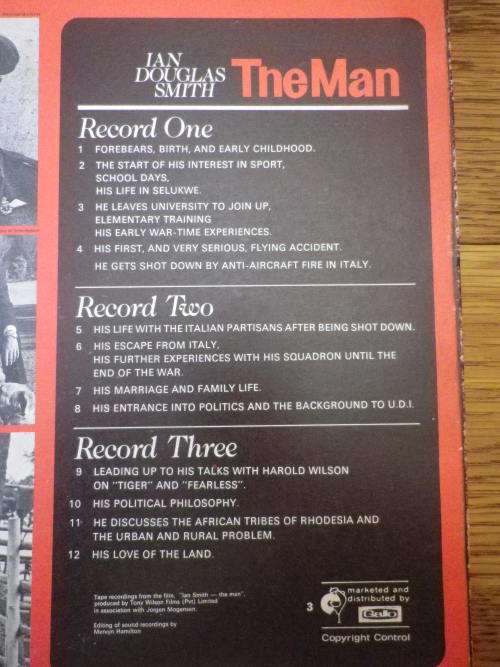 IAN
DOUGLAS
SMITH
The Man
Record One
1 FOREBEARS, BIRTH, AND EARLY CHILDHOOD.
2 THE START OF HIS INTEREST IN SPORT,
SCHOOL DAYS,
HIS LIFE IN SELUKWE.
3 HE LEAVES UNIVERSITY TO JOIN UP,
ELEMENTARY TRAINING
HIS EARLY WAR-TIME EXPERIENCES.
4 HIS FIRST, AND VERY SERIOUS, FLYING ACCIDENT.
HE GETS SHOT DOWN BY ANTI-AIRCRAFT FIRE IN ITALY.
Record Two
5 HIS LIFE WITH THE ITALIAN PARTISANS AFTER BEING SHOT DOWN.
6 HIS ESCAPE FROM ITALY,
HIS FURTHER EXPERIENCES WITH HIS SQUADRON UNTIL THE
END OF THE WAR.
7 HIS MARRIAGE AND FAMILY LIFE.
8 HIS ENTRANCE INTO POLITICS AND THE BACKGROUND TO U.D.I.
Record Three
9 LEADING UP TO HIS TALKS WITH HAROLD WILSON
ON "TIGER" AND "FEARLESS".
10 HIS POLITICAL PHILOSOPHY.
11 HE DISCUSSES THE AFRICAN TRIBES OF RHODESIA AND
THE URBAN AND RURAL PROBLEM.
12 HIS LOVE OF THE LAND.
Tape recordings from the film, "Ian Smith — the man",
produced by Tony Wilson Films (Pvt) Limited
in association with Jorgen Mogensen.
Editing of sound recordings by
Mervyn Hamilton
3
marketed and
distributed by
Gallo
Copyright Control